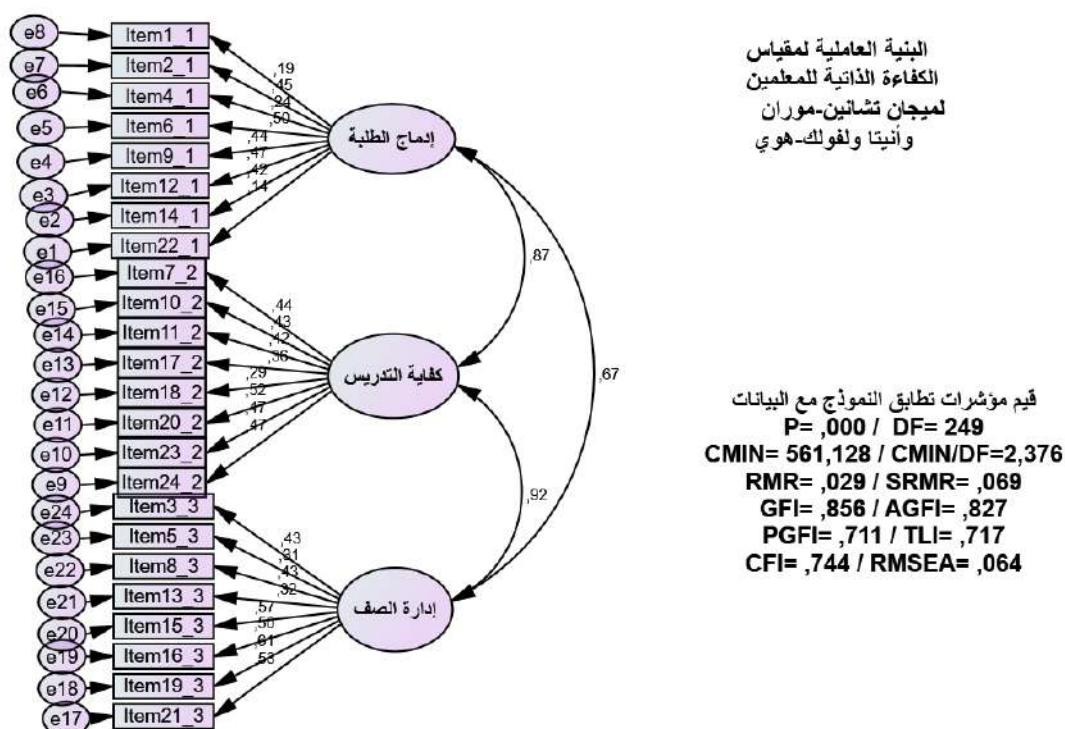 البنية العاملية لمقياس
الكفاءة الذاتية للمعلمين
لميجان تشانين-موران
وأنيتا ولفولك-هوي
e8
Item1_1
e7
Item2_1
e6
Item4_1
e5
Item6_1
e4
Item9_1
e3
Item12_1
e2
Item14_1
e1
Item22_1
,19
,45
,24
,50
,44
,47
,42
,14
إدماج الطلبة
e16
Item7_2
e15
Item10_2
e14
Item11_2
e13
Item17_2
e12
Item18_2
e11
Item20_2
e10
Item23_2
e9
Item24_2
,44
,43
,42
,36
,29
,52
,47
,47
كفاية التدريس
e24
Item3_3
e23
Item5_3
e22
Item8_3
e21
Item13_3
e20
Item15_3
e19
Item16_3
e18
Item19_3
e17
Item21_3
,43
,43
,32
,57
,53
إدارة الصف
,87
,67
,92
قيم مؤشرات تطابق النموذج مع البيانات
P= ,000 / DF= 249
CMIN= 561,128 / CMIN/DF=2,376
RMR= ,029 / SRMR= ,069
GFI= ,856 / AGFI= ,827
PGFI= ,711 / TLI= ,717
CFI= ,744 / RMSEA= ,064